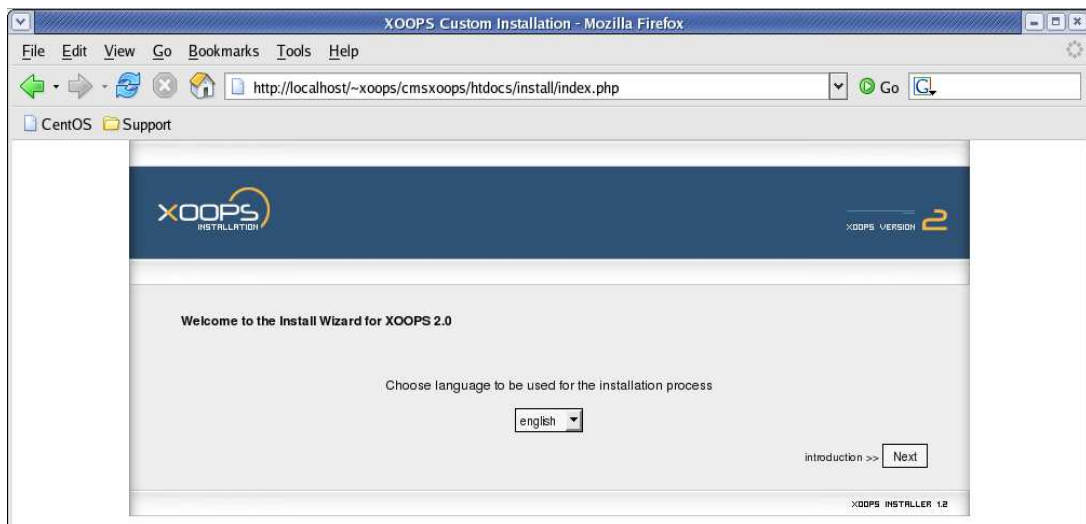 XOOPS Custom Installation - Mozilla Firefox
File Edit View Go Bookmarks Tools Help
http://localhost/~xoops/cmsxoops/htdocs/install/index.php Go G
CentOS Support
XOOPS
INSTALLATION
XOOPS VERSION 2
Welcome to the Install Wizard for XOOPS 2.0
Choose language to be used for the installation process
english
introduction >> Next
XOOPS INSTALLER 1.2